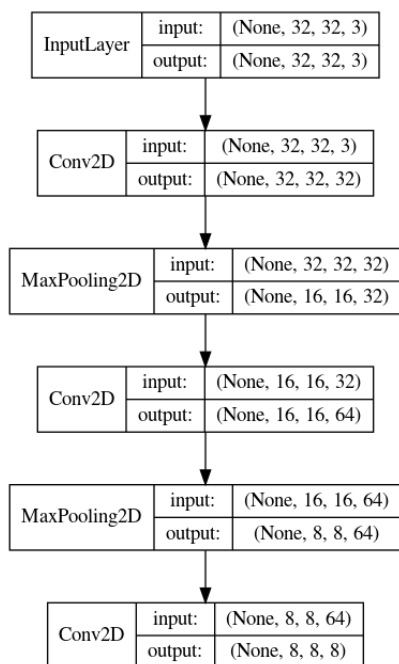 InputLayer
input: (None, 32, 32, 3)
output: (None, 32, 32, 3)
Conv2D
input: (None, 32, 32, 3)
output: (None, 32, 32, 32)
MaxPooling2D
input: (None, 32, 32, 32)
output: (None, 16, 16, 32)
Conv2D
input: (None, 16, 16, 32)
output: (None, 16, 16, 64)
MaxPooling2D
input: (None, 16, 16, 64)
output: (None, 8, 8, 64)
Conv2D
input: (None, 8, 8, 64)
output: (None, 8, 8, 8)